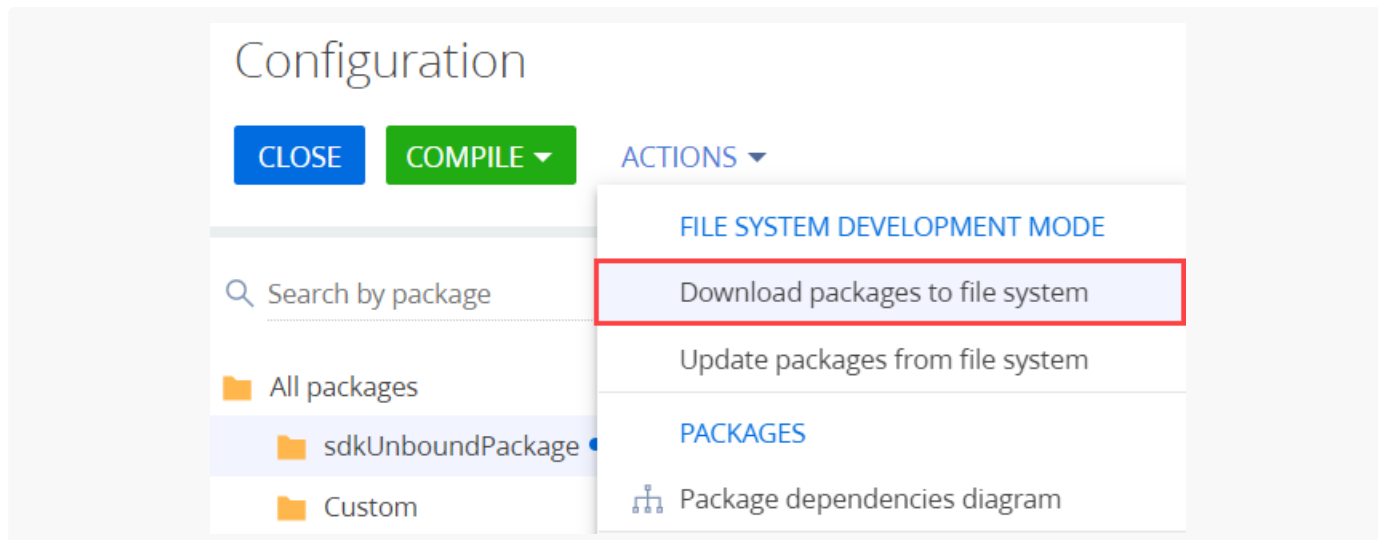 Configuration
CLOSE
COMPILE
ACTIONS
FILE SYSTEM DEVELOPMENT MODE
Search by package
Download packages to file system
Update packages from file system
All packages
sdkUnboundPackage
PACKAGES
Custom
Package dependencies diagram